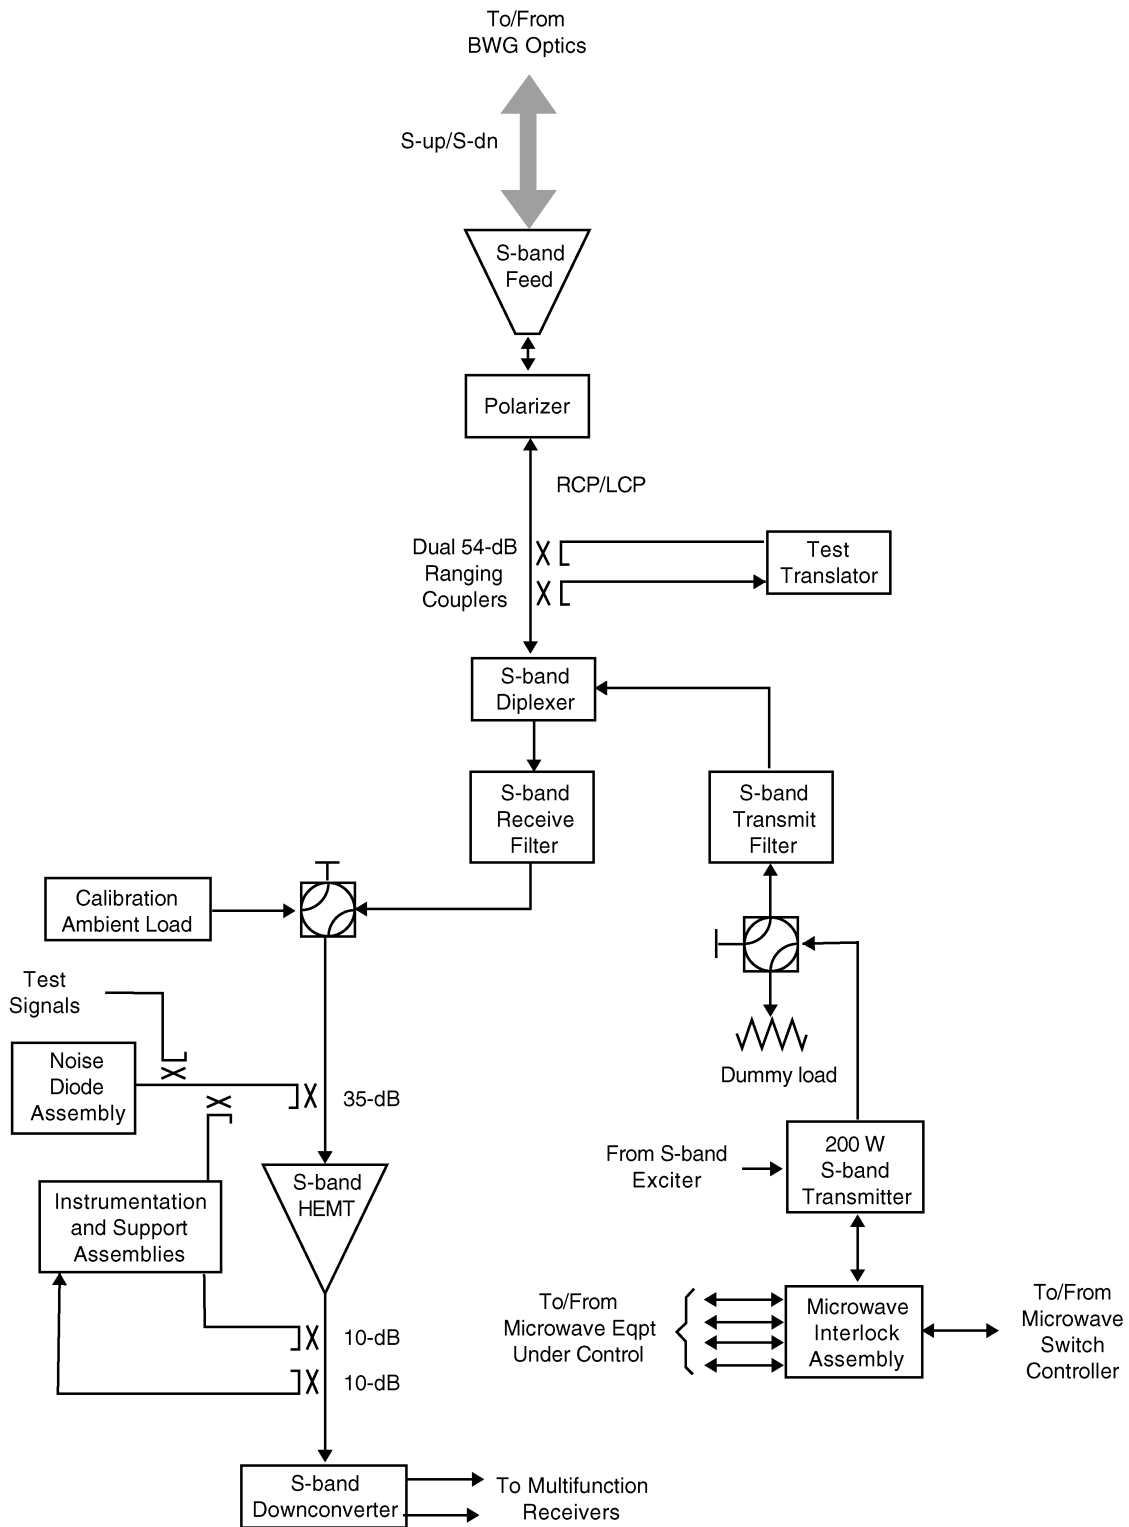 To/From
BWG Optics
S-up/S-dn
S-band
Feed
Polarizer
RCP/LCP
Dual 54-dB
Ranging
Couplers
Test
Translator
S-band
Diplexer
S-band
Receive
Filter
S-band
Transmit
Filter
Calibration
Ambient Load
Test
Signals
Noise
Diode
Assembly
35-dB
Dummy load
From S-band
Exciter
200 W
S-band
Transmitter
S-band
HEMT
Instrumentation
and Support
Assemblies
10-dB
10-dB
To/From
Microwave Eqpt
Under Control
Microwave
Interlock
Assembly
To/From
Microwave
Switch
Controller
S-band
Downconverter
To Multifunction
Receivers